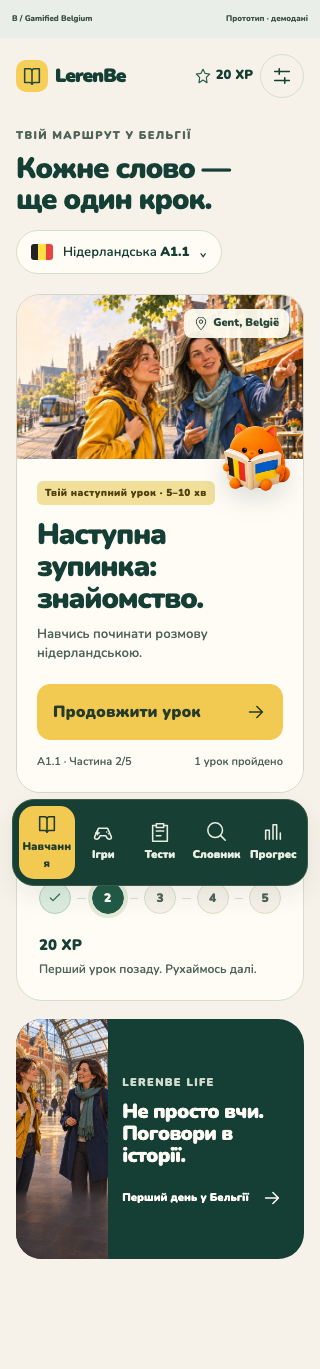 B / Gamified Belgium
Прототип · демодані
LerenBe
20 XP
ТВІЙ МАРШРУТ У БЕЛЬГІЇ
Кожне слово —
ще один крок.
Нідерландська A1.1
Gent, België
Твій наступний урок · 5–10 хв
Наступна
зупинка:
знайомство.
Навчись починати розмову
нідерландською.
Продовжити урок
A1.1 · Частина 2/5
1 урок пройдено
Навчанн
я
Ігри
Тести
Словник
Прогрес
2
3
4
5
20 XP
Перший урок позаду. Рухаймось далі.
LERENBE LIFE
Не просто вчи.
Поговори в
історії.
Перший день у Бельгії